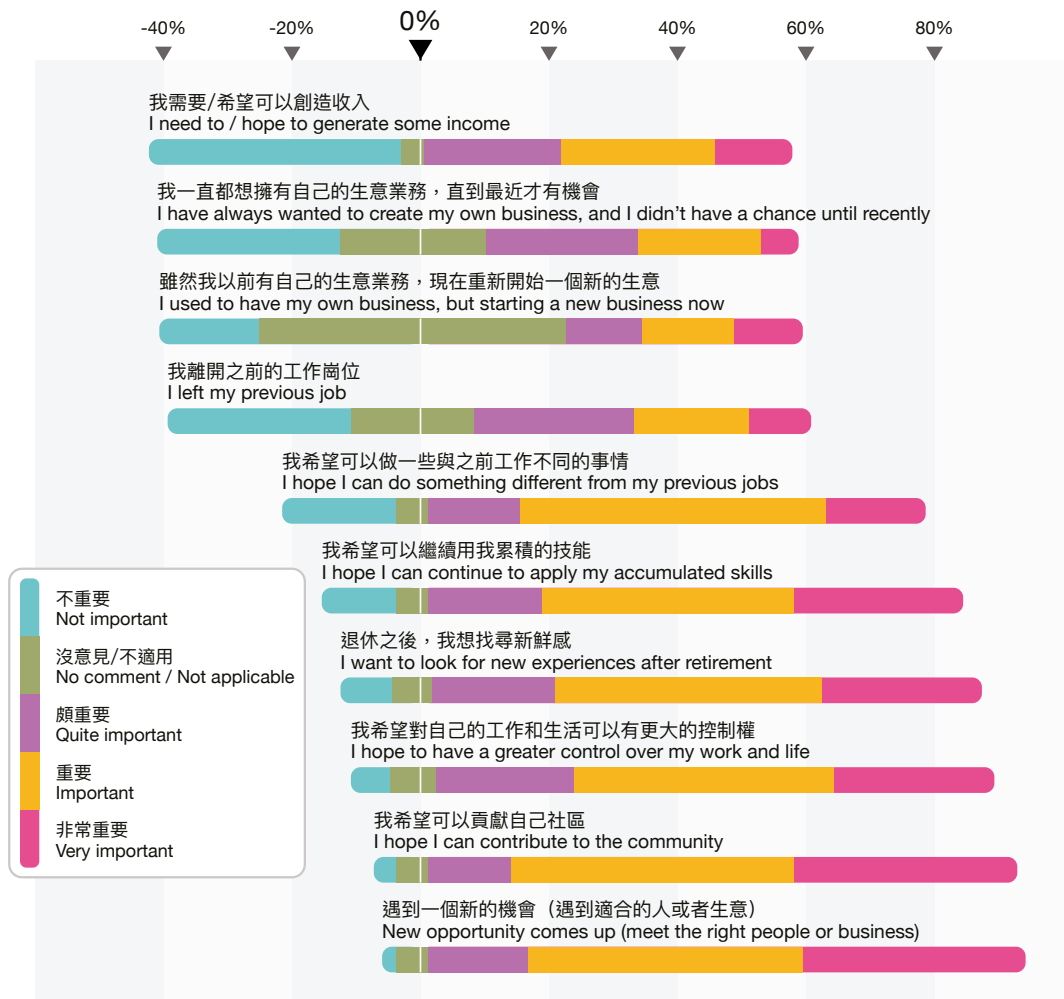 -40%
-20%
0%
20%
40%
60%
80%
我需要/希望可以創造收入
I need to / hope to generate some income
我一直都想擁有自己的生意業務，直到最近才有機會
I have always wanted to create my own business, and I didn't have a chance until recently
雖然我以前有自己的生意業務，現在重新開始一個新的生意
I used to have my own business, but starting a new business now
我離開之前的工作崗位
I left my previous job
我希望可以做一些與之前工作不同的事情
I hope I can do something different from my previous jobs
我希望可以繼續用我累積的技能
I hope I can continue to apply my accumulated skills
退休之後，我想找尋新鮮感
I want to look for new experiences after retirement
我希望對自己的工作和生活可以有更大的控制權
I hope to have a greater control over my work and life
我希望可以貢獻自己社區
I hope I can contribute to the community
遇到一個新的機會（遇到適合的人或者生意）
New opportunity comes up (meet the right people or business)
不重要
Not important
沒意見/不適用
No comment / Not applicable
頗重要
Quite important
重要
Important
非常重要
Very important